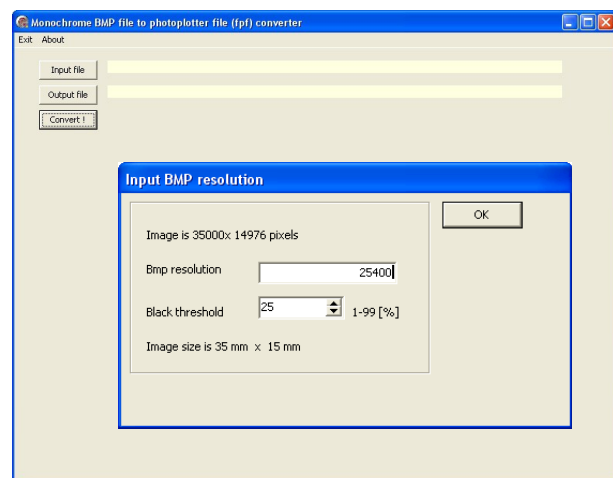 Monochrome BMP file to photoplotter file (fpf) converter
Exit About
Input file
Output file
Convert !
Input BMP resolution
OK
Image is 35000x 14976 pixels
Bmp resolution 25400
Black threshold 25 1-99 [%]
Image size is 35 mm x 15 mm